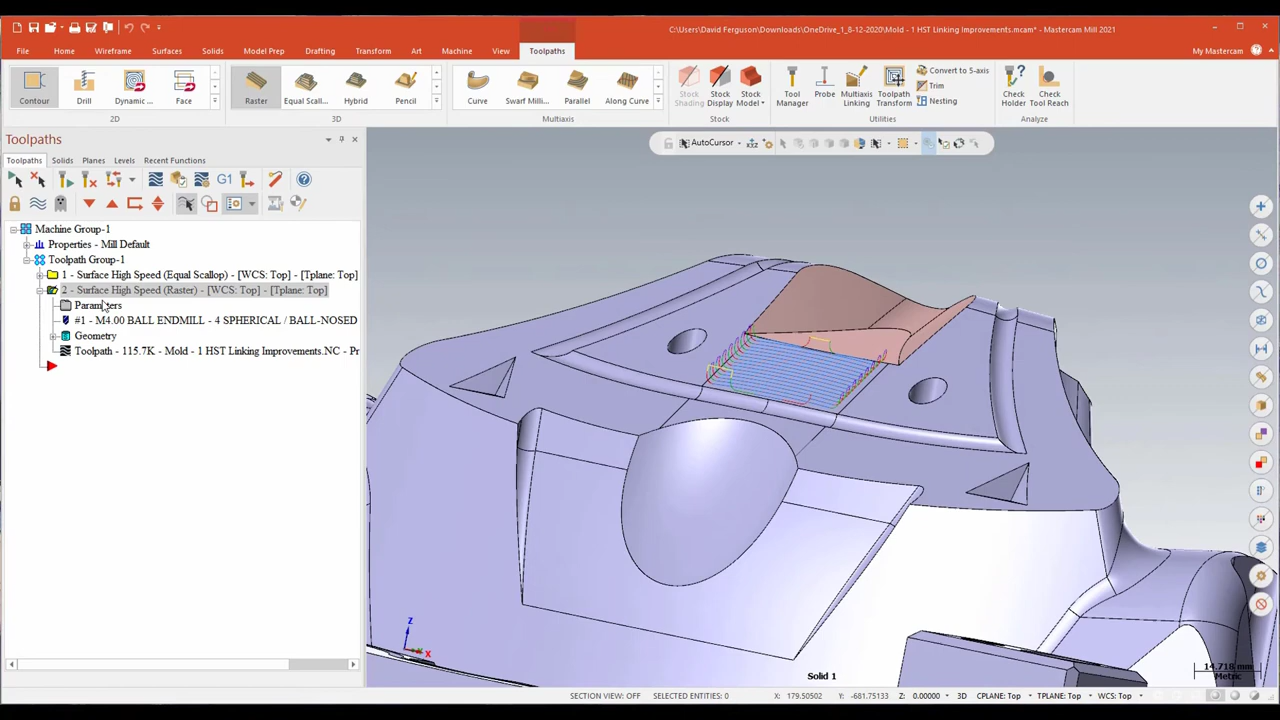 C:\Users\David Ferguson\Downloads\OneDrive_1_8-12-2020\Mold - 1 HST Linking Improvements.mcam* - Mastercam Mill 2021
File Home Wireframe Surfaces Solids Model Prep Drafting Transform Art Machine View Toolpaths My Mastercam
Contour Drill Dynamic ... Face Raster Equal Scall... Hybrid Pencil Curve Swarf Milli... Parallel Along Curve Stock Shading Stock Display Stock Model Tool Manager Probe Multiaxis Linking Toolpath Transform Convert to 5-axis Trim Nesting Check Holder Check Tool Reach
2D 3D Multiaxis Stock Utilities Analyze
Toolpaths
AutoCursor
Toolpaths Solids Planes Levels Recent Functions
G1
Machine Group-1
Properties - Mill Default
Toolpath Group-1
1 - Surface High Speed (Equal Scallop) - [WCS: Top] - [Tplane: Top]
2 - Surface High Speed (Raster) - [WCS: Top] - [Tplane: Top]
Parameters
#1 - M4.00 BALL ENDMILL - 4 SPHERICAL / BALL-NOSED
Geometry
Toolpath - 115.7K - Mold - 1 HST Linking Improvements.NC - Pr
Z
X
Solid 1
14.718 mm
Metric
SECTION VIEW: OFF SELECTED ENTITIES: 0 X: 179.50502 Y: -681.75133 Z: 0.00000 3D CPLANE: Top TPLANE: Top WCS: Top